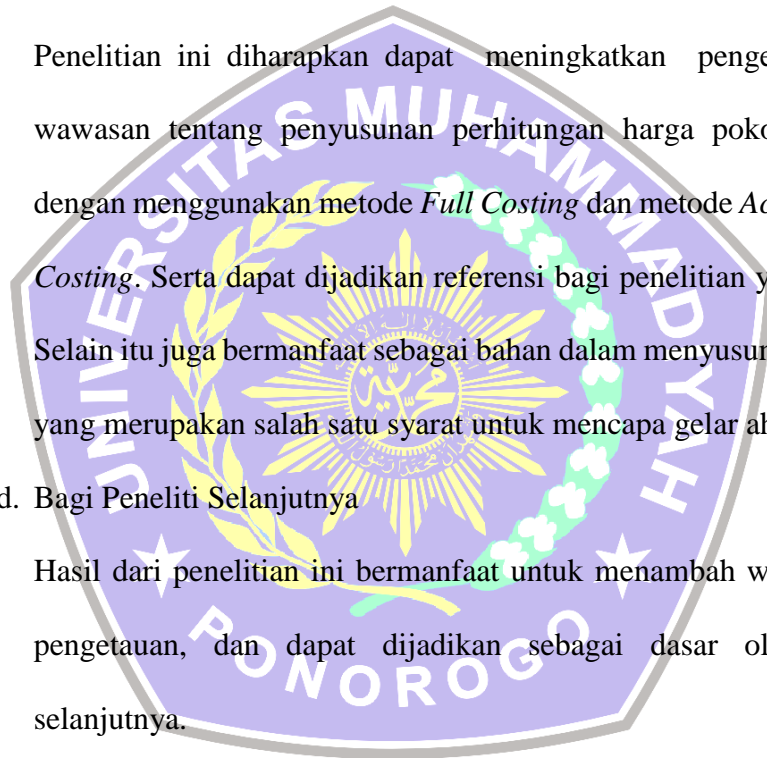 Penelitian ini diharapkan dapat meningkatkan penge
wawasan tentang penyusunan perhitungan harga poko
dengan menggunakan metode Full Costing dan metode Ac
Costing. Serta dapat dijadikan referensi bagi penelitian y
Selain itu juga bermanfaat sebagai bahan dalam menyusun
yang merupakan salah satu syarat untuk mencapa gelar ah
d. Bagi Peneliti Selanjutnya
Hasil dari penelitian ini bermanfaat untuk menambah w
pengetauan, dan dapat dijadikan sebagai dasar ol
selanjutnya.
UNIVERSITAS MUHAMMADIYAH
PONOROGO